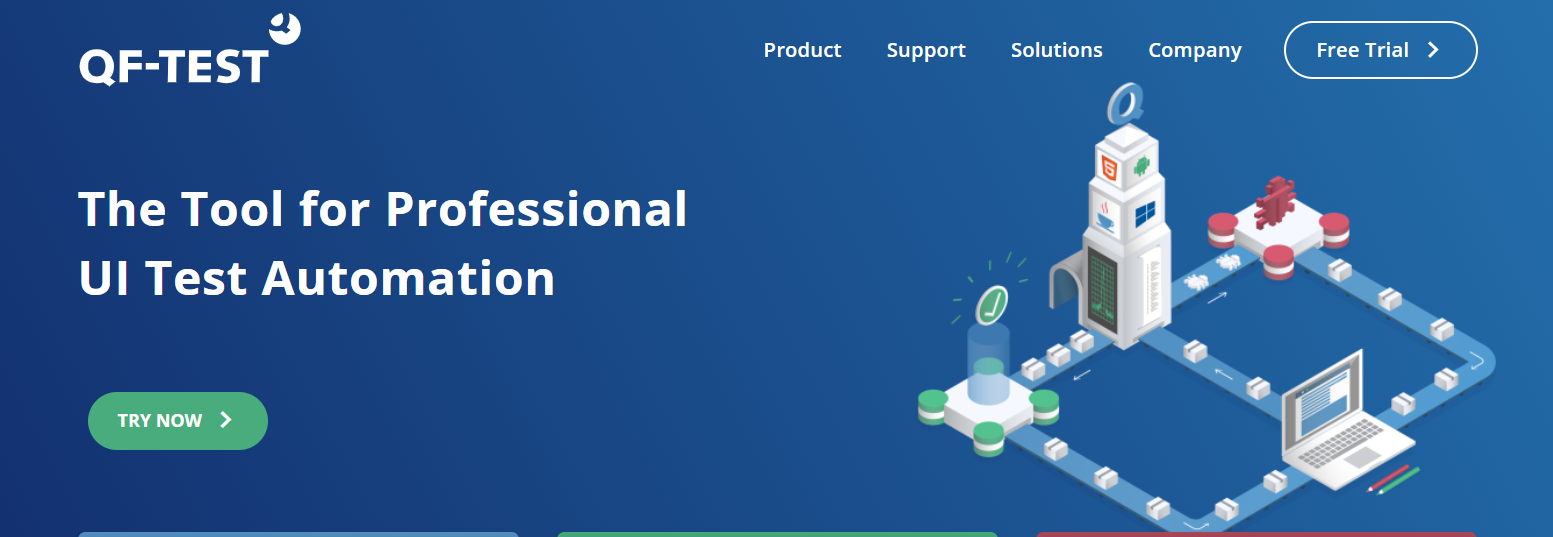 QF-TEST
Product
Support
Solutions
Company
Free Trial
Q
The Tool for Professional
UI Test Automation
TRY NOW